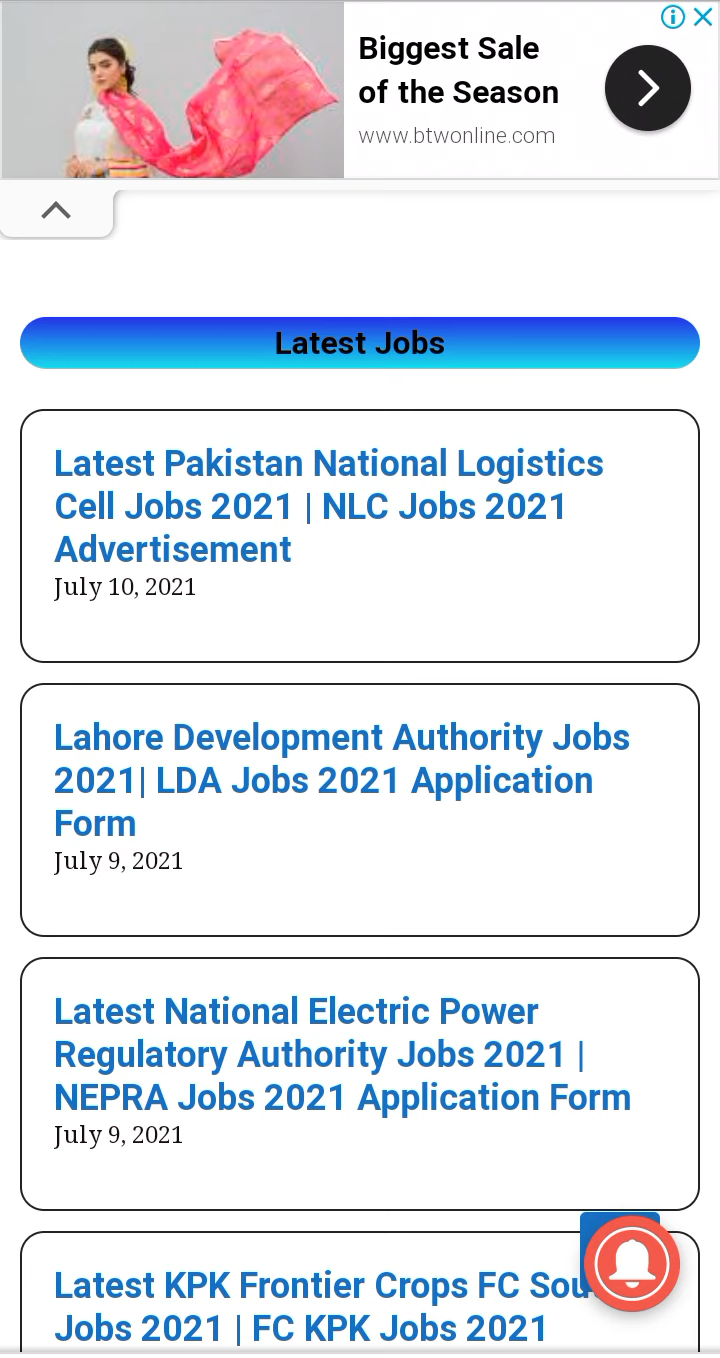 Biggest Sale
of the Season
www.btwonline.com
Latest Jobs
Latest Pakistan National Logistics
Cell Jobs 2021 | NLC Jobs 2021
Advertisement
July 10, 2021
Lahore Development Authority Jobs
2021| LDA Jobs 2021 Application
Form
July 9, 2021
Latest National Electric Power
Regulatory Authority Jobs 2021 |
NEPRA Jobs 2021 Application Form
July 9, 2021
Latest KPK Frontier Crops FC
Jobs 2021 | FC KPK Jobs 2021